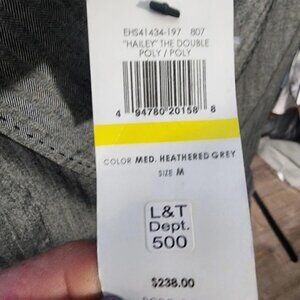 EHS41434-197 807
"HAILEY" THE DOUBLE
POLY / POLY
4 94780 20158 8
COLOR MED. HEATHERED GREY
SIZE M
L&T
Dept.
500
$238.00